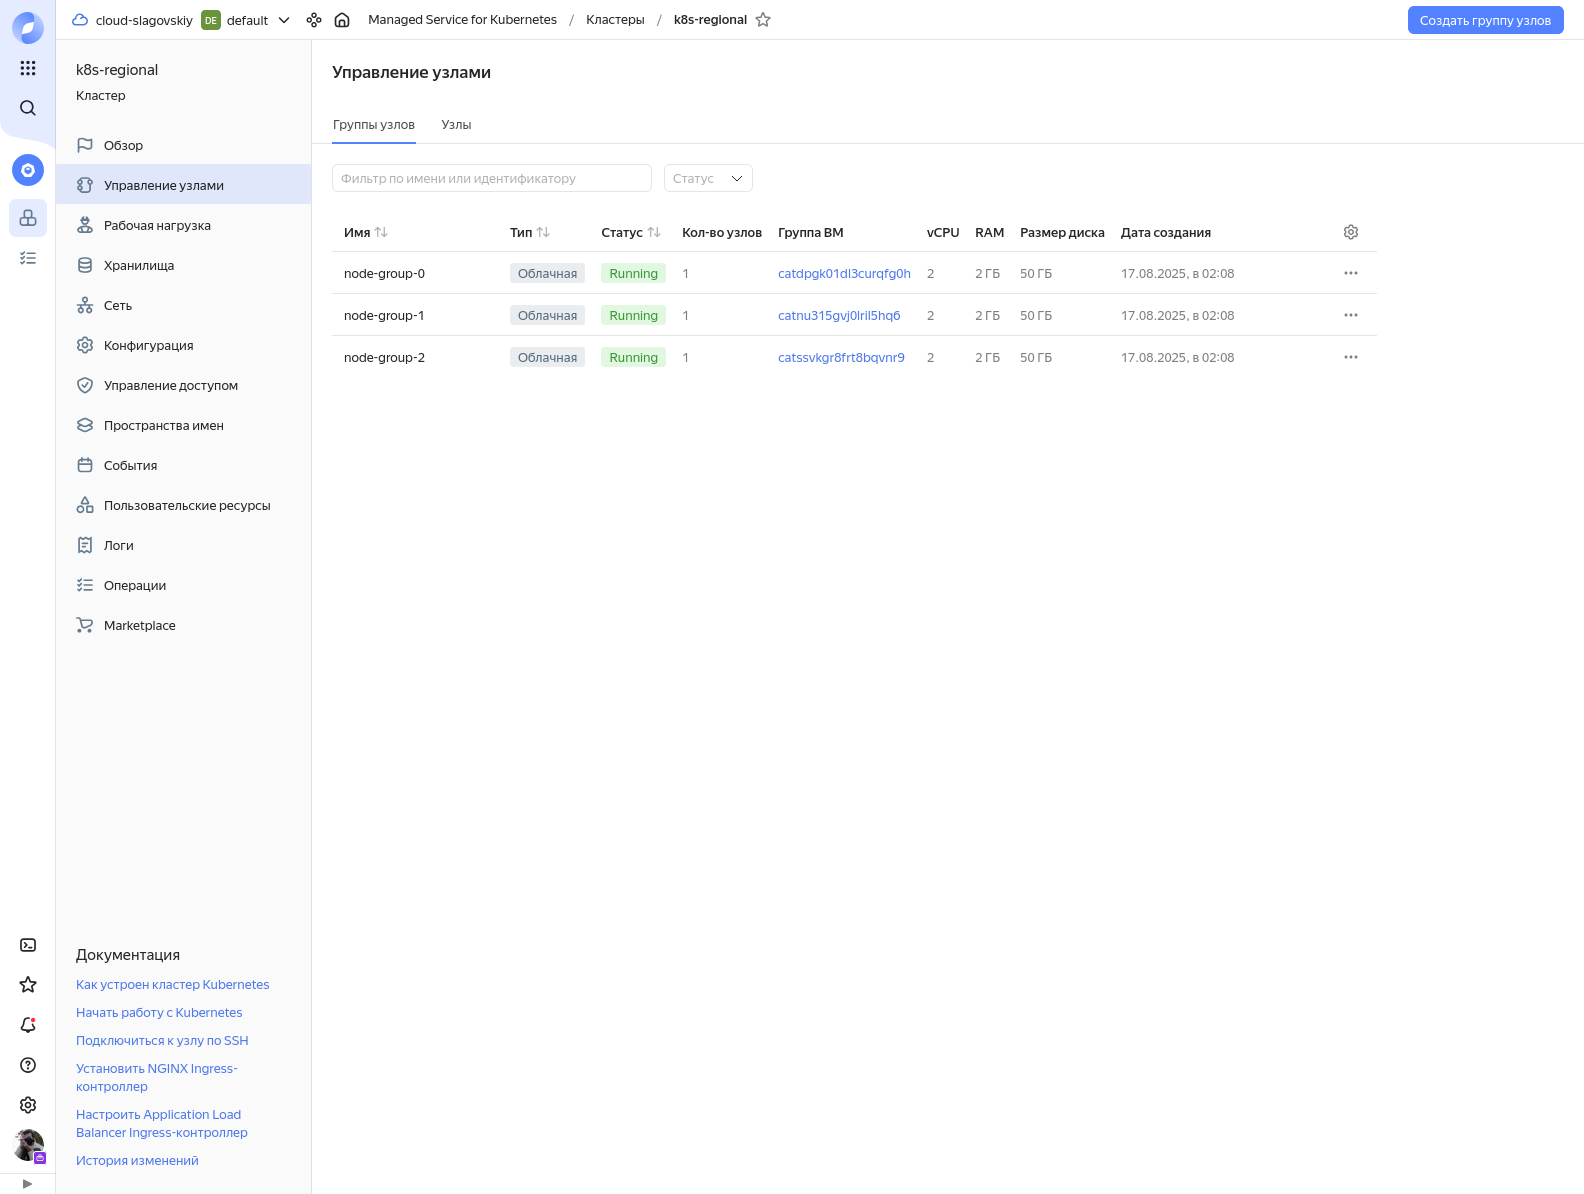 cloud-slagovskiy DE default Managed Service for Kubernetes / Кластеры / k8s-regional Создать группу узлов
k8s-regional
Кластер
Обзор
Управление узлами
Рабочая нагрузка
Хранилища
Сеть
Конфигурация
Управление доступом
Пространства имен
События
Пользовательские ресурсы
Логи
Операции
Marketplace
Документация
Как устроен кластер Kubernetes
Начать работу с Kubernetes
Подключиться к узлу по SSH
Установить NGINX Ingress-
контроллер
Настроить Application Load
Balancer Ingress-контроллер
История изменений
Управление узлами
Группы узлов Узлы
Фильтр по имени или идентификатору Статус
Имя Тип Статус Кол-во узлов Группа ВМ vCPU RAM Размер диска Дата создания
node-group-0 Облачная Running 1 catdpgk01dl3curqfg0h 2 2 ГБ 50 ГБ 17.08.2025, в 02:08
node-group-1 Облачная Running 1 catnu315gvj0lril5hq6 2 2 ГБ 50 ГБ 17.08.2025, в 02:08
node-group-2 Облачная Running 1 catssvkgr8frt8bqvnr9 2 2 ГБ 50 ГБ 17.08.2025, в 02:08